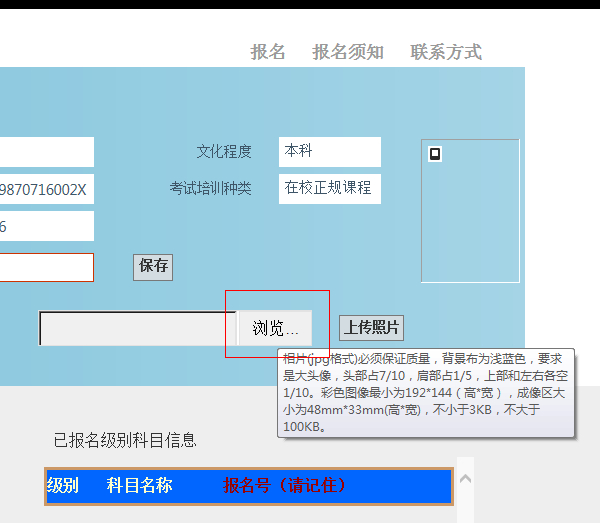 报名 报名须知 联系方式
文化程度 本科
9870716002X 考试培训种类 在校正规课程
6
保存
浏览... 上传照片
相片(jpg格式)必须保证质量，背景布为浅蓝色，要求
是大头像，头部占7/10，肩部占1/5，上部和左右各空
1/10。彩色图像最小为192*144（高*宽），成像区大
小为48mm*33mm(高*宽)，不小于3KB，不大于
100KB。
已报名级别科目信息
级别 科目名称 报名号（请记住）